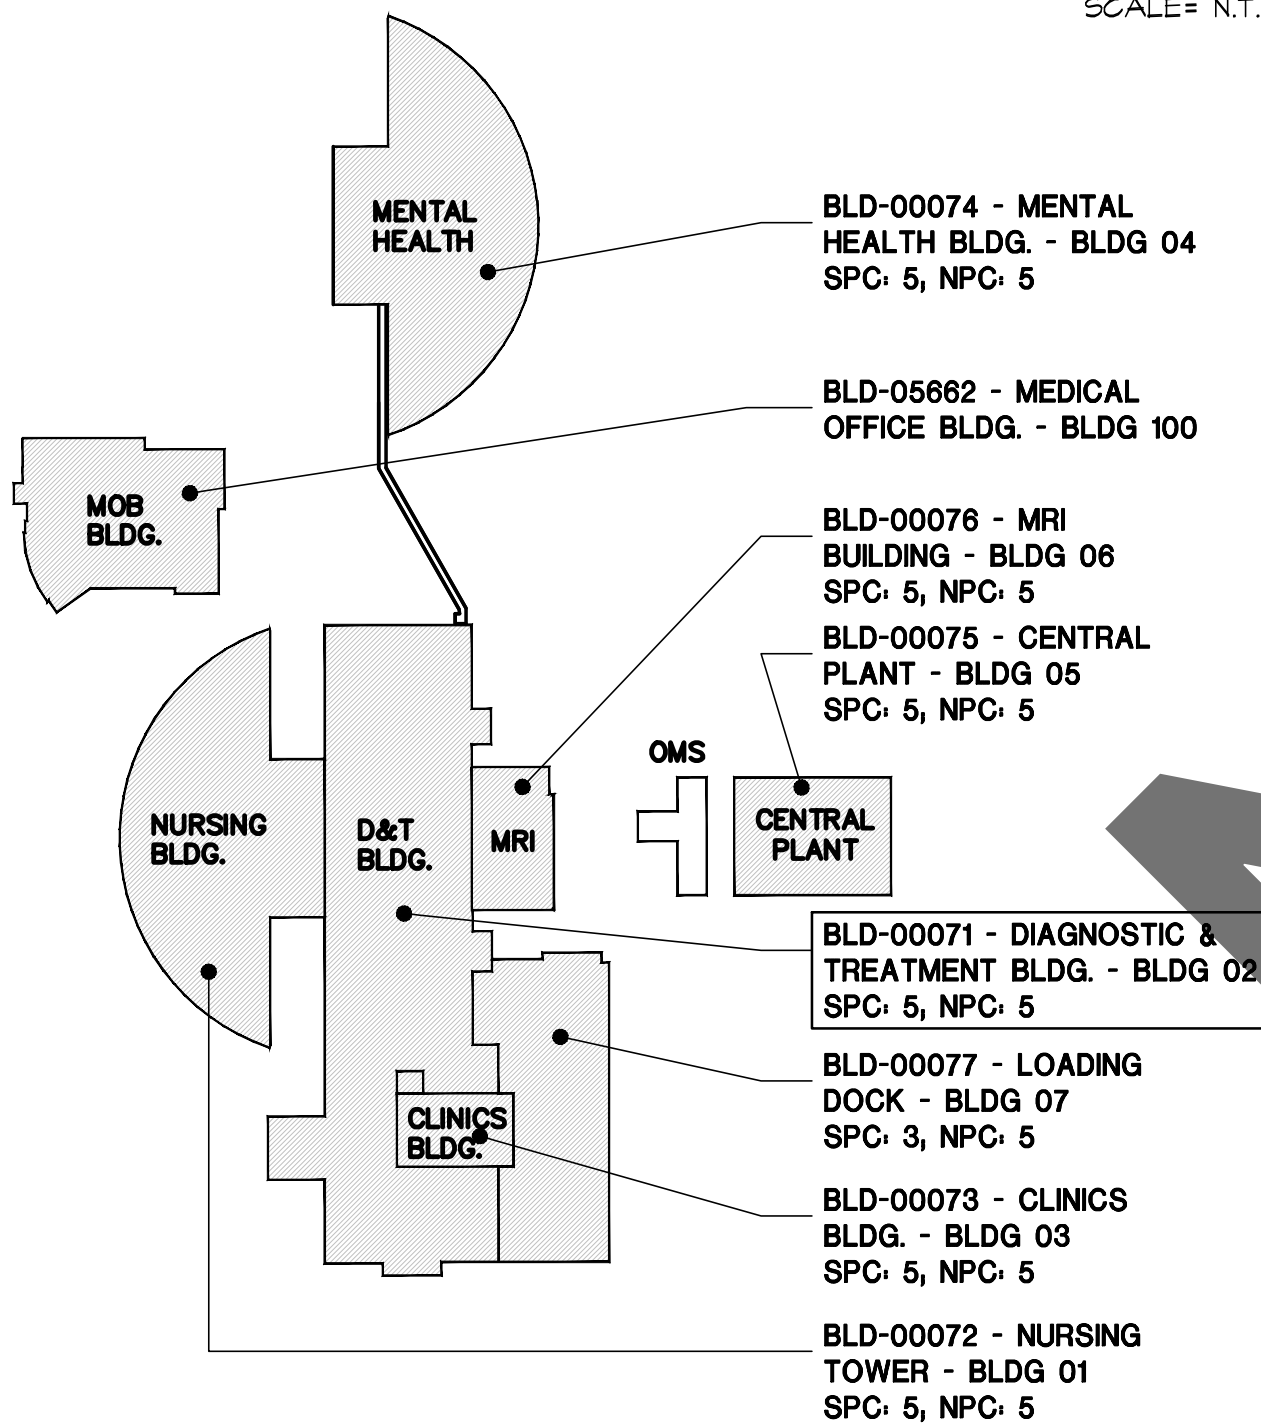 SCALE= N.T.
MENTAL
HEALTH
BLD-00074 - MENTAL
HEALTH BLDG. - BLDG 04
SPC: 5, NPC: 5
BLD-05662 - MEDICAL
OFFICE BLDG. - BLDG 100
MOB
BLDG.
BLD-00076 - MRI
BUILDING - BLDG 06
SPC: 5, NPC: 5
BLD-00075 - CENTRAL
PLANT - BLDG 05
SPC: 5, NPC: 5
OMS
NURSING
BLDG.
D&T
BLDG.
MRI
CENTRAL
PLANT
BLD-00071 - DIAGNOSTIC &
TREATMENT BLDG. - BLDG 02
SPC: 5, NPC: 5
BLD-00077 - LOADING
DOCK - BLDG 07
SPC: 3, NPC: 5
CLINICS
BLDG.
BLD-00073 - CLINICS
BLDG. - BLDG 03
SPC: 5, NPC: 5
BLD-00072 - NURSING
TOWER - BLDG 01
SPC: 5, NPC: 5